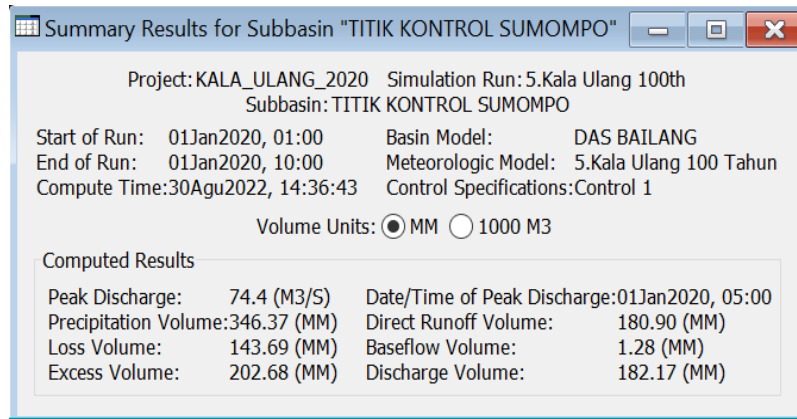 Summary Results for Subbasin "TITIK KONTROL SUMOMPO"
Project:KALA_ULANG_2020 Simulation Run:5.Kala Ulang 100th
Subbasin:TITIK KONTROL SUMOMPO
Start of Run: 01Jan2020, 01:00 Basin Model: DAS BAILANG
End of Run: 01Jan2020, 10:00 Meteorologic Model: 5.Kala Ulang 100 Tahun
Compute Time:30Agu2022, 14:36:43 Control Specifications:Control 1
Volume Units: MM 1000 M3
Computed Results
Peak Discharge: 74.4 (M3/S) Date/Time of Peak Discharge:01Jan2020, 05:00
Precipitation Volume:346.37 (MM) Direct Runoff Volume: 180.90 (MM)
Loss Volume: 143.69 (MM) Baseflow Volume: 1.28 (MM)
Excess Volume: 202.68 (MM) Discharge Volume: 182.17 (MM)